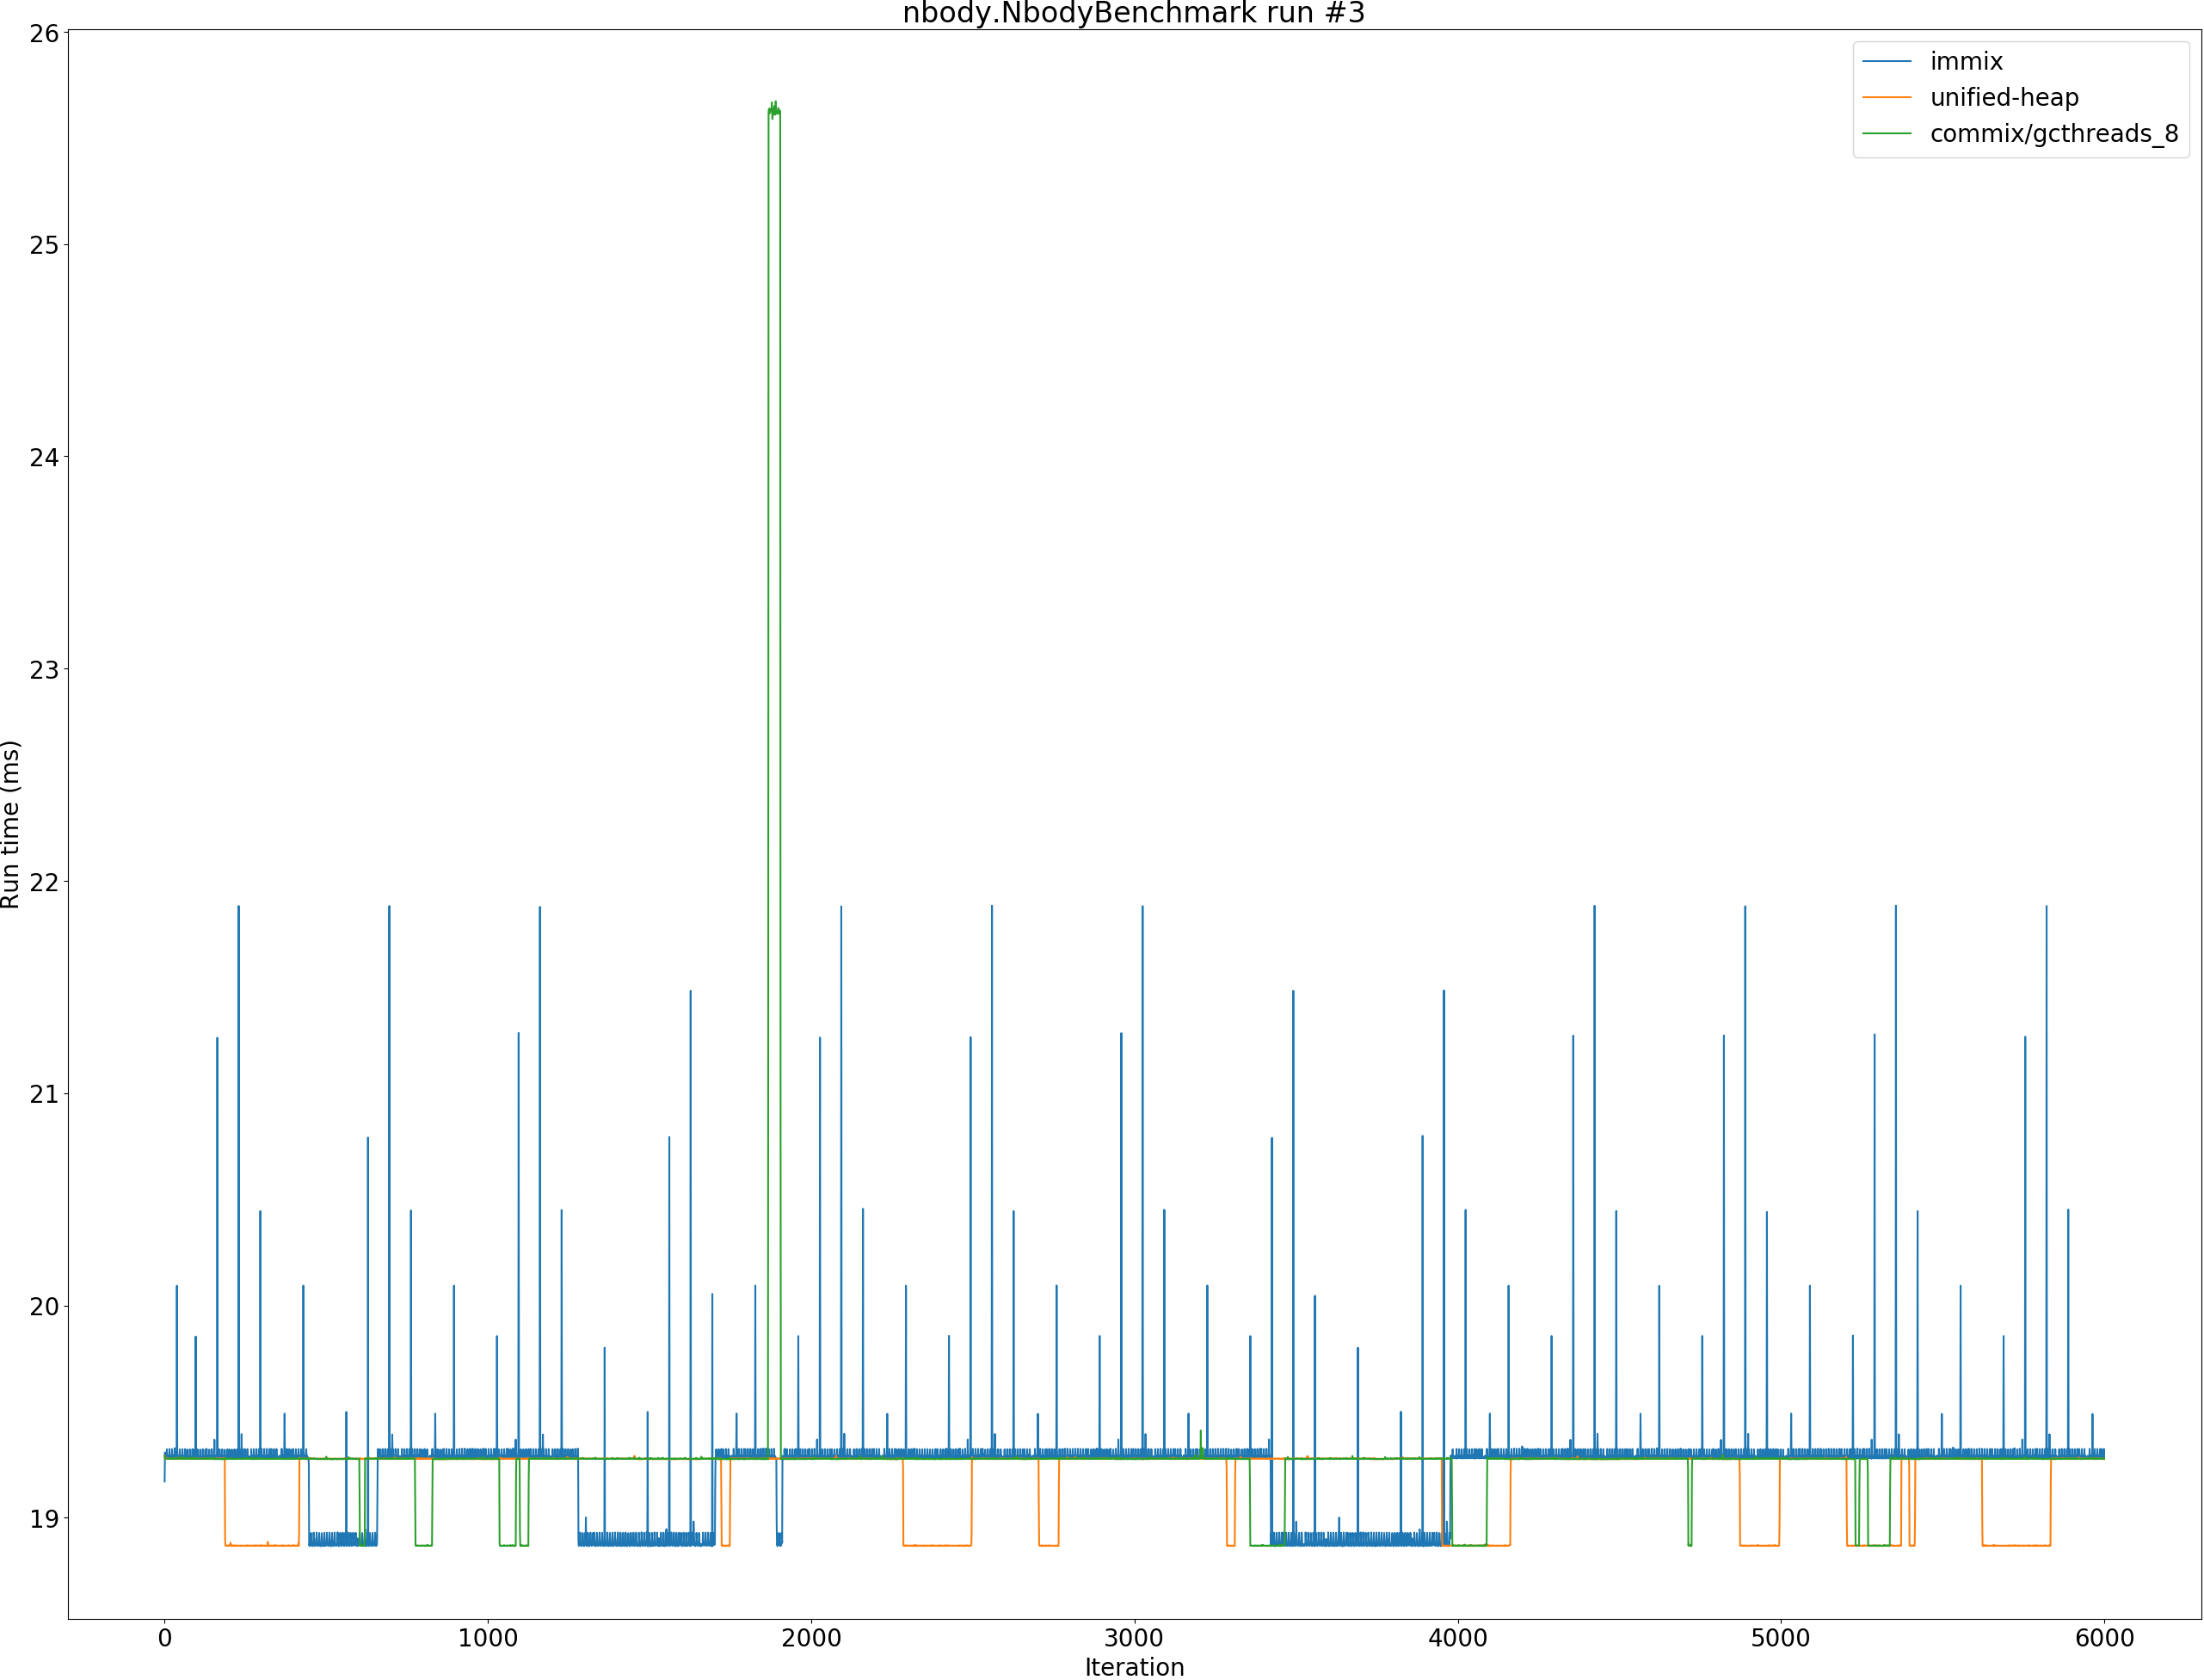 nbody.NbodyBenchmark run #3
immix
unified-heap
commix/gcthreads_8
Run time (ms)
26
25
24
23
22
21
20
19
0 1000 2000 3000 4000 5000 6000
Iteration